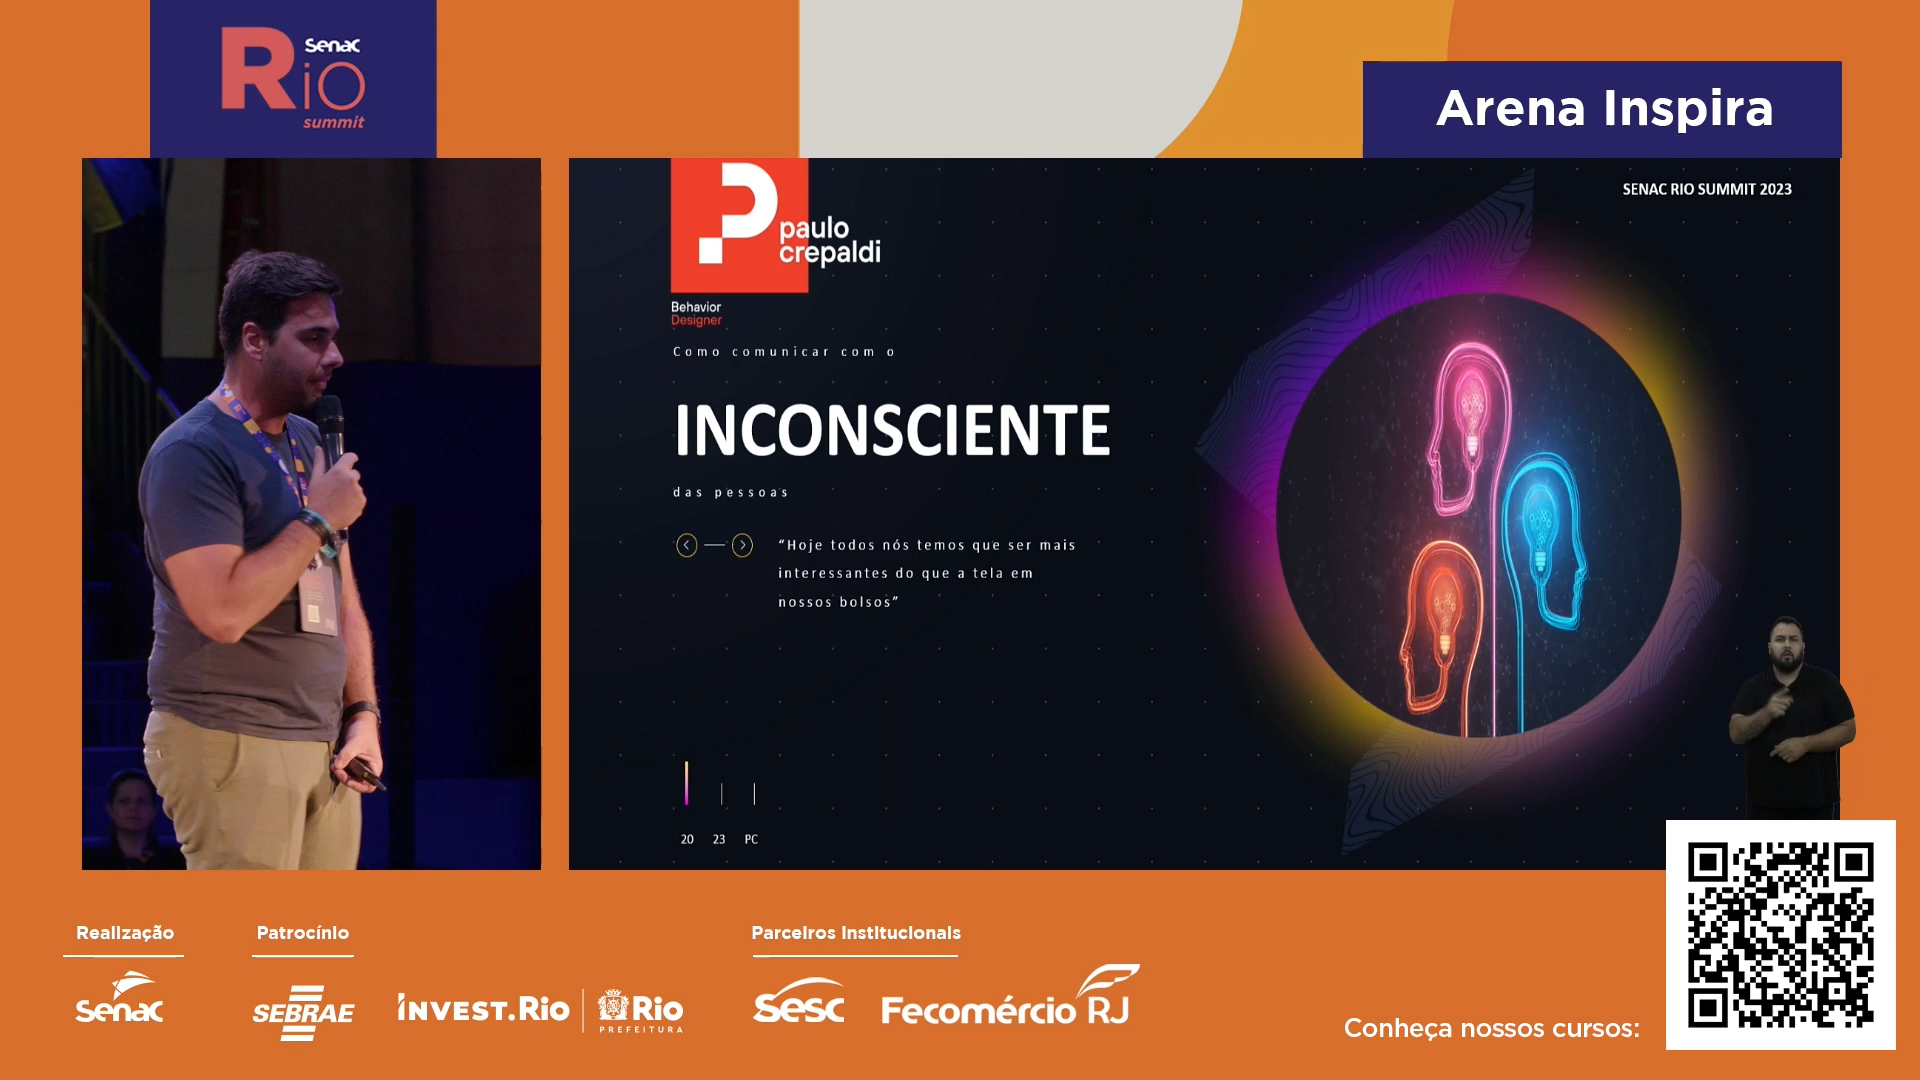 Senac
Rio
summit
Arena Inspira
SENAC RIO SUMMIT 2023
paulo
crepaldi
Behavior
Designer
Como comunicar com o
INCONSCIENTE
das pessoas
“Hoje todos nós temos que ser mais
interessantes do que a tela em
nossos bolsos”
20 23 PC
Realização
Patrocínio
Parceiros Institucionais
Senac
SEBRAE
INVEST.Rio
Rio
PREFEITURA
Sesc
Fecomércio RJ
Conheça nossos cursos: